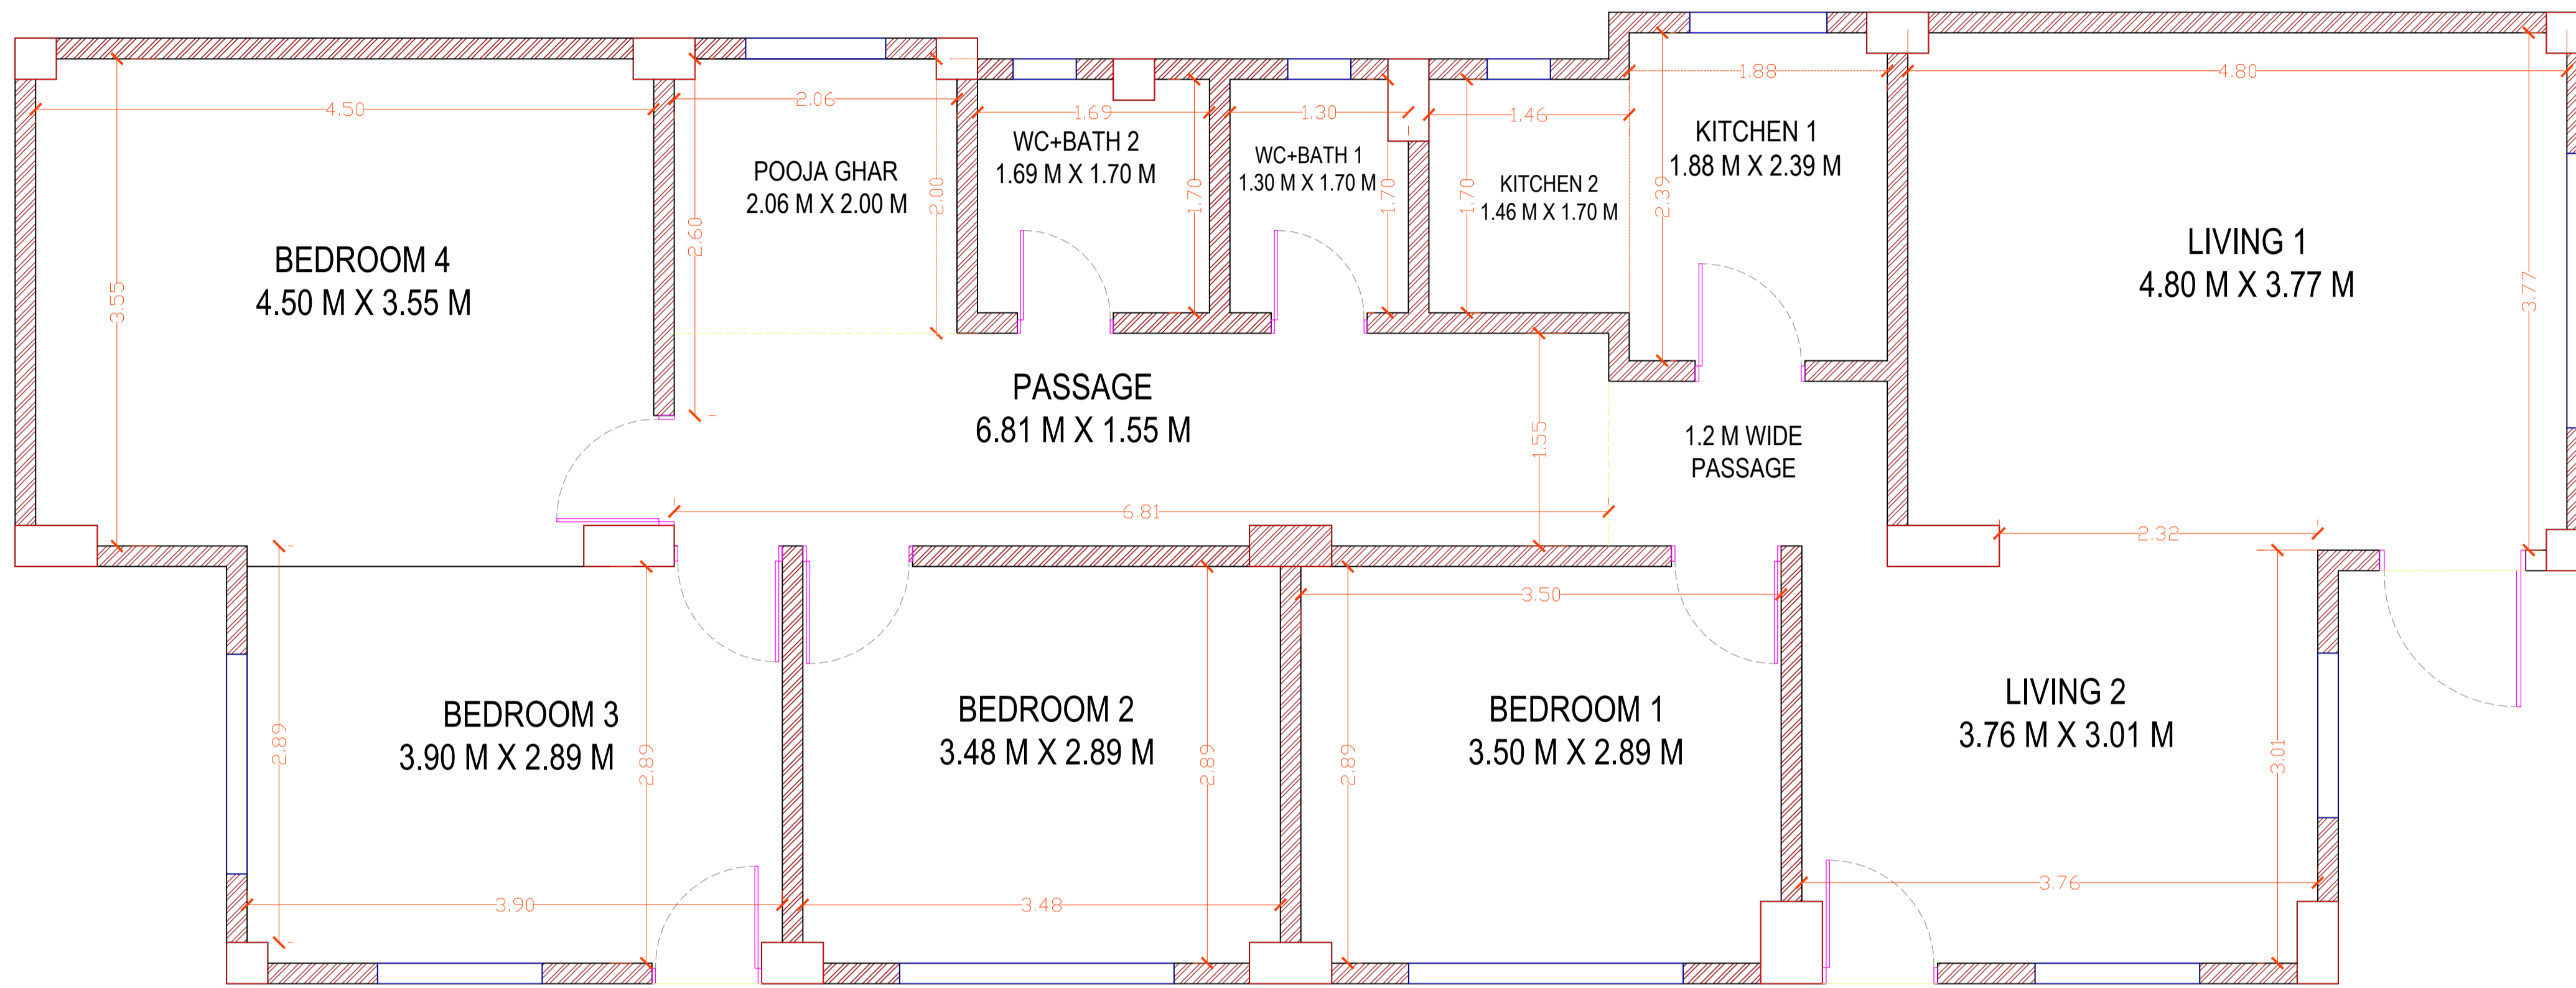 1.88
4.80
4.50
2.06
1.69
1.30
1.46
WC+BATH 2
1.69 M X 1.70 M
WC+BATH 1
1.30 M X 1.70 M
KITCHEN 1
1.88 M X 2.39 M
POOJA GHAR
2.06 M X 2.00 M
KITCHEN 2
1.46 M X 1.70 M
2.00
1.70
1.70
1.70
2.39
2.60
BEDROOM 4
4.50 M X 3.55 M
LIVING 1
4.80 M X 3.77 M
3.55
3.77
PASSAGE
6.81 M X 1.55 M
1.55
1.2 M WIDE
PASSAGE
6.81
2.32
3.50
BEDROOM 3
3.90 M X 2.89 M
BEDROOM 2
3.48 M X 2.89 M
BEDROOM 1
3.50 M X 2.89 M
LIVING 2
3.76 M X 3.01 M
2.89
2.89
2.89
2.89
3.01
3.90
3.48
3.76